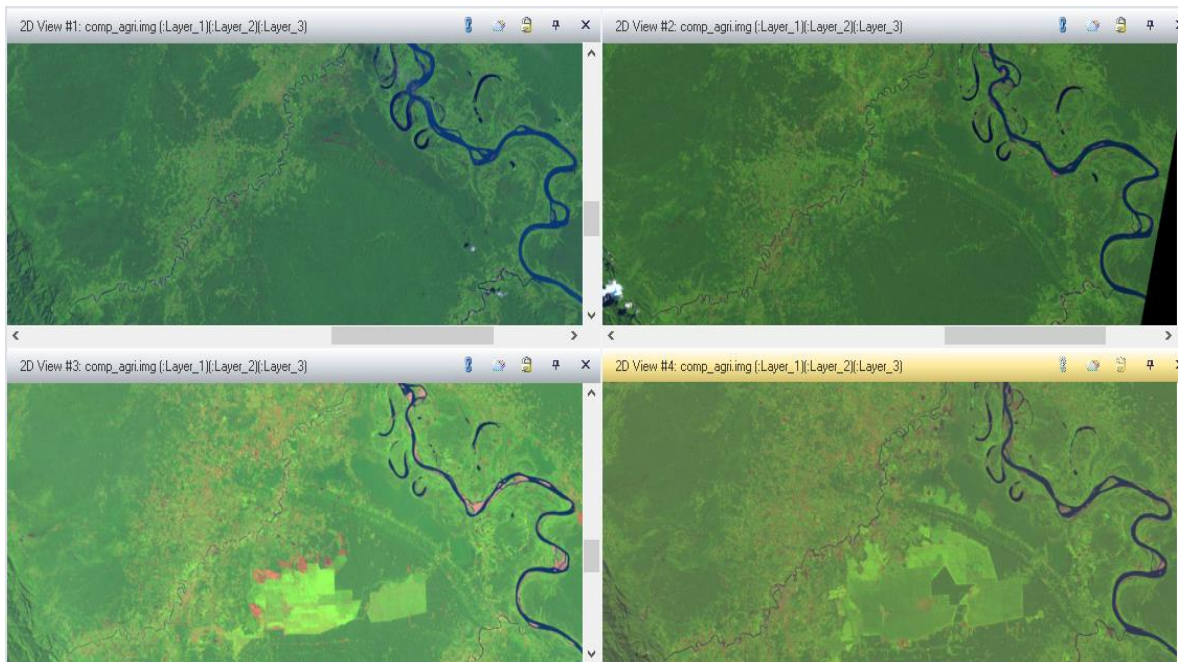 2D View #1: comp_agri.img (:Layer_1)(:Layer_2)(:Layer_3)
2D View #2: comp_agri.img (:Layer_1)(:Layer_2)(:Layer_3)
2D View #3: comp_agri.img (:Layer_1)(:Layer_2)(:Layer_3)
2D View #4: comp_agri.img (:Layer_1)(:Layer_2)(:Layer_3)